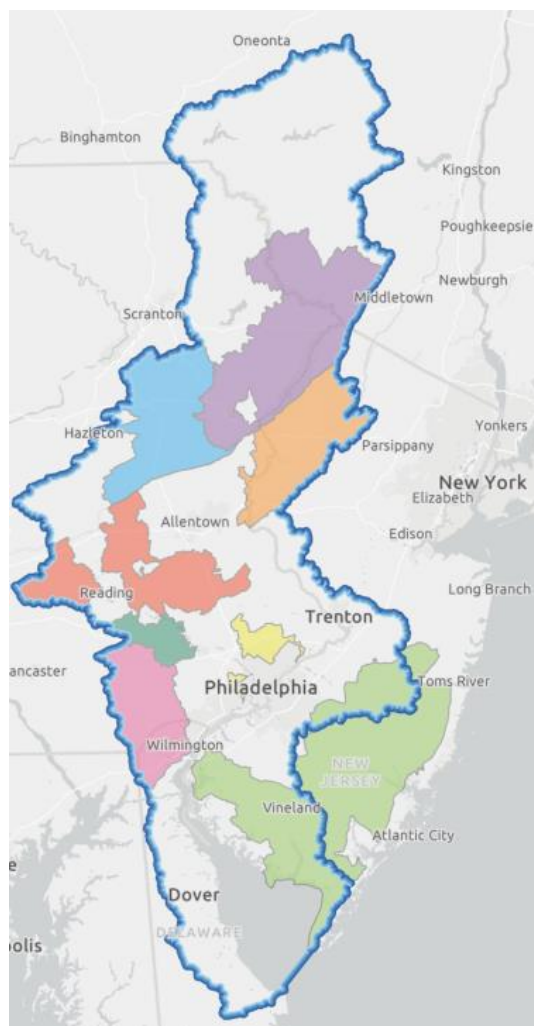 Oneonta
Binghamton
Kingston
Poughkeepsie
Newburgh
Middletown
Scranton
Hazleton
Parsippany
Yonkers
New York
Elizabeth
Allentown
Edison
Reading
Long Branch
Trenton
ancaster
Toms River
Philadelphia
Wilmington
NEW
JERSEY
Vineland
Atlantic City
e
Dover
DELAWARE
polis